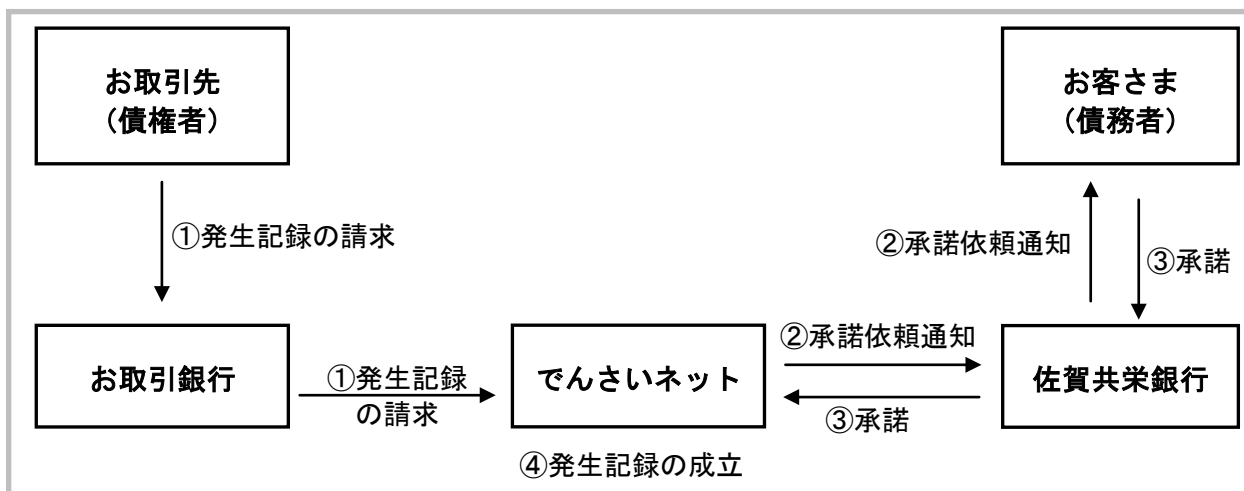 お取引先
（債権者）
お客さま
（債務者）
①発生記録の請求
②承諾依頼通知
③承諾
お取引銀行
①発生記録
の請求
でんさいネット
②承諾依頼通知
③承諾
佐賀共栄銀行
④発生記録の成立